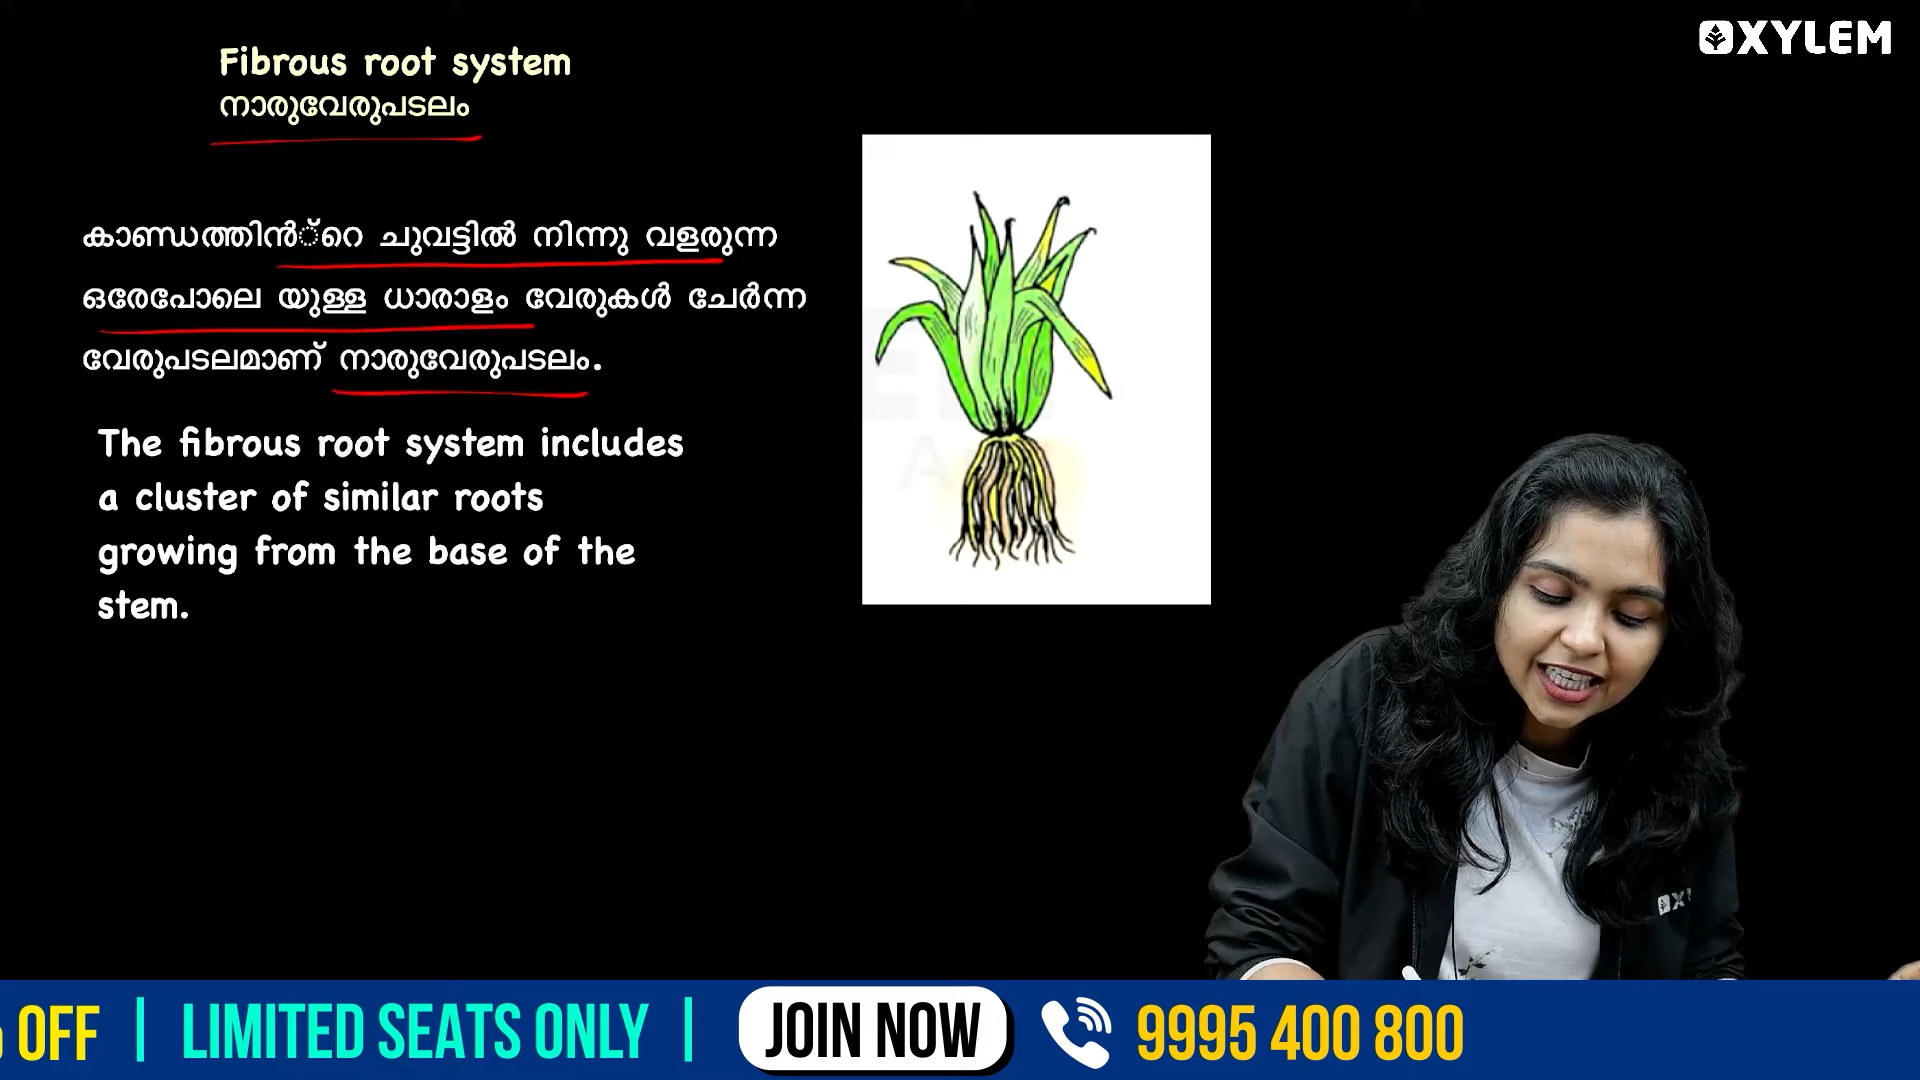 Fibrous root system
നാരുവേരുപടലം
XYLEM
കാണ്ഡത്തിൻ്റെ ചുവട്ടിൽ നിന്നു വളരുന്ന
ഒരേപോലെ യുള്ള ധാരാളം വേരുകൾ ചേർന്ന
വേരുപടലമാണ് നാരുവേരുപടലം.
The fibrous root system includes
a cluster of similar roots
growing from the base of the
stem.
OFF | LIMITED SEATS ONLY | JOIN NOW 9995 400 800